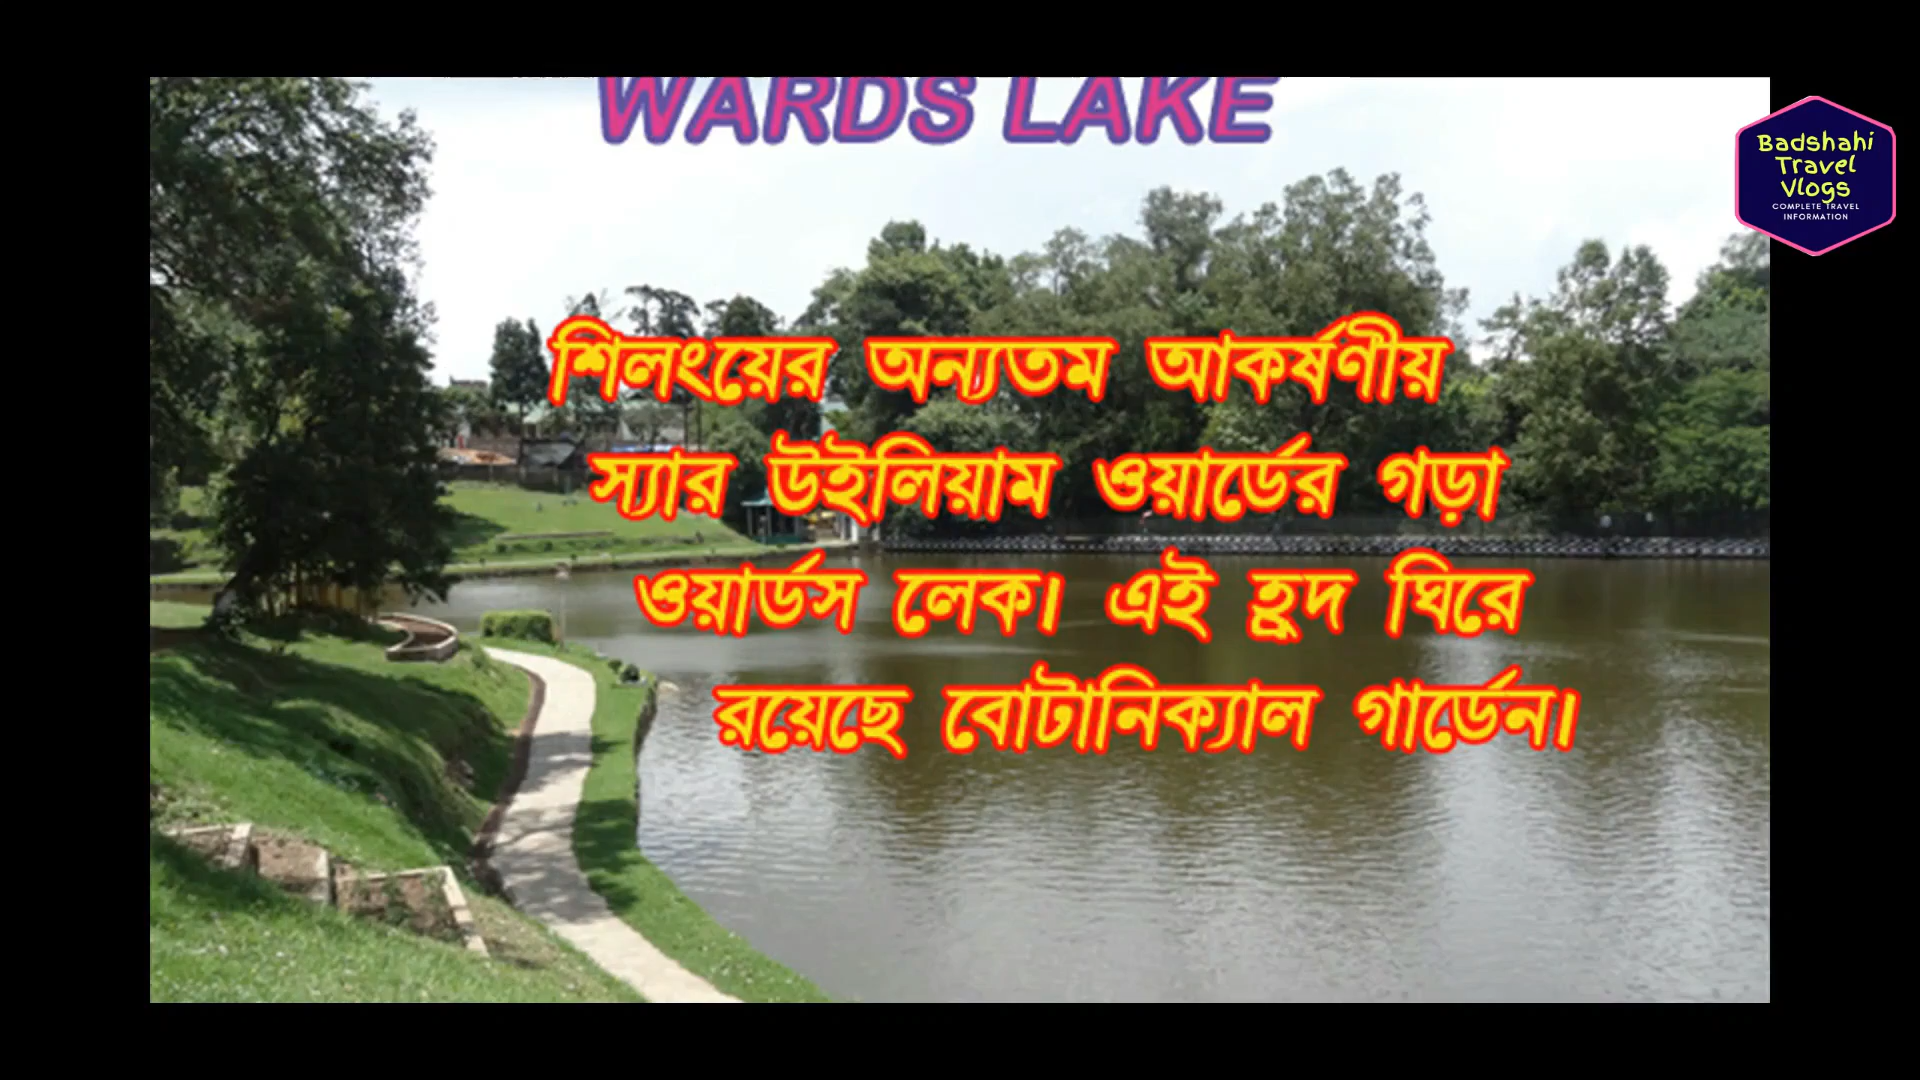 WARDS LAKE
Badshahi
Travel
Vlogs
COMPLETE TRAVEL
INFORMATION
শিলংয়ের অন্যতম আকর্ষণীয়
স্যার উইলিয়াম ওয়ার্ডের গড়া
ওয়ার্ডস লেক। এই হ্রদ ঘিরে
রয়েছে বোটানিক্যাল গার্ডেন।